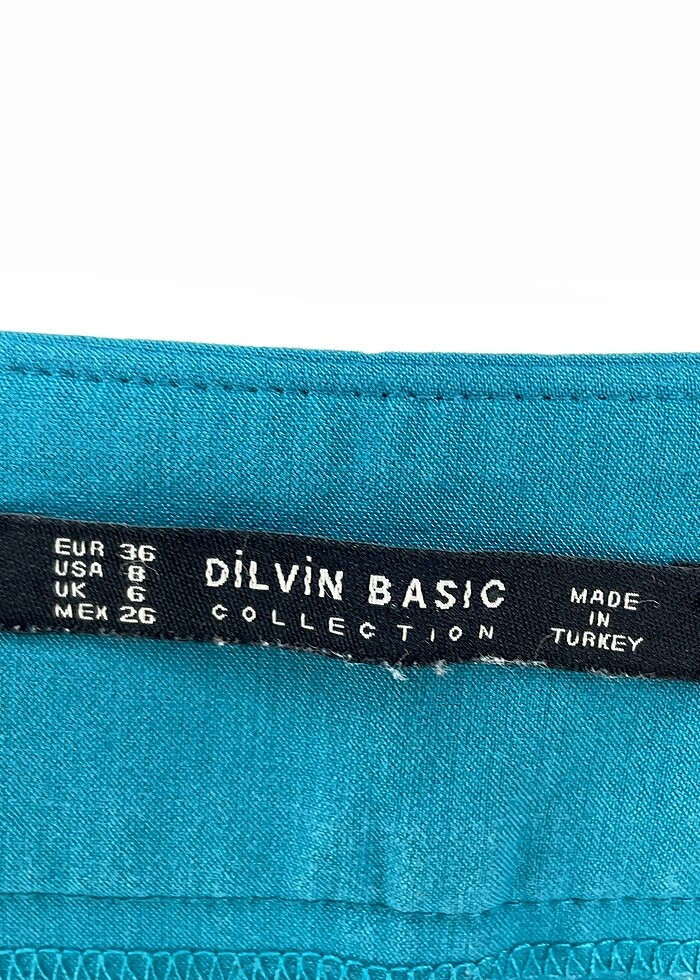 EUR 36
USA 8
UK 6
MEX 26
DİLVİN BASIC
COLLECTION
MADE
IN
TURKEY